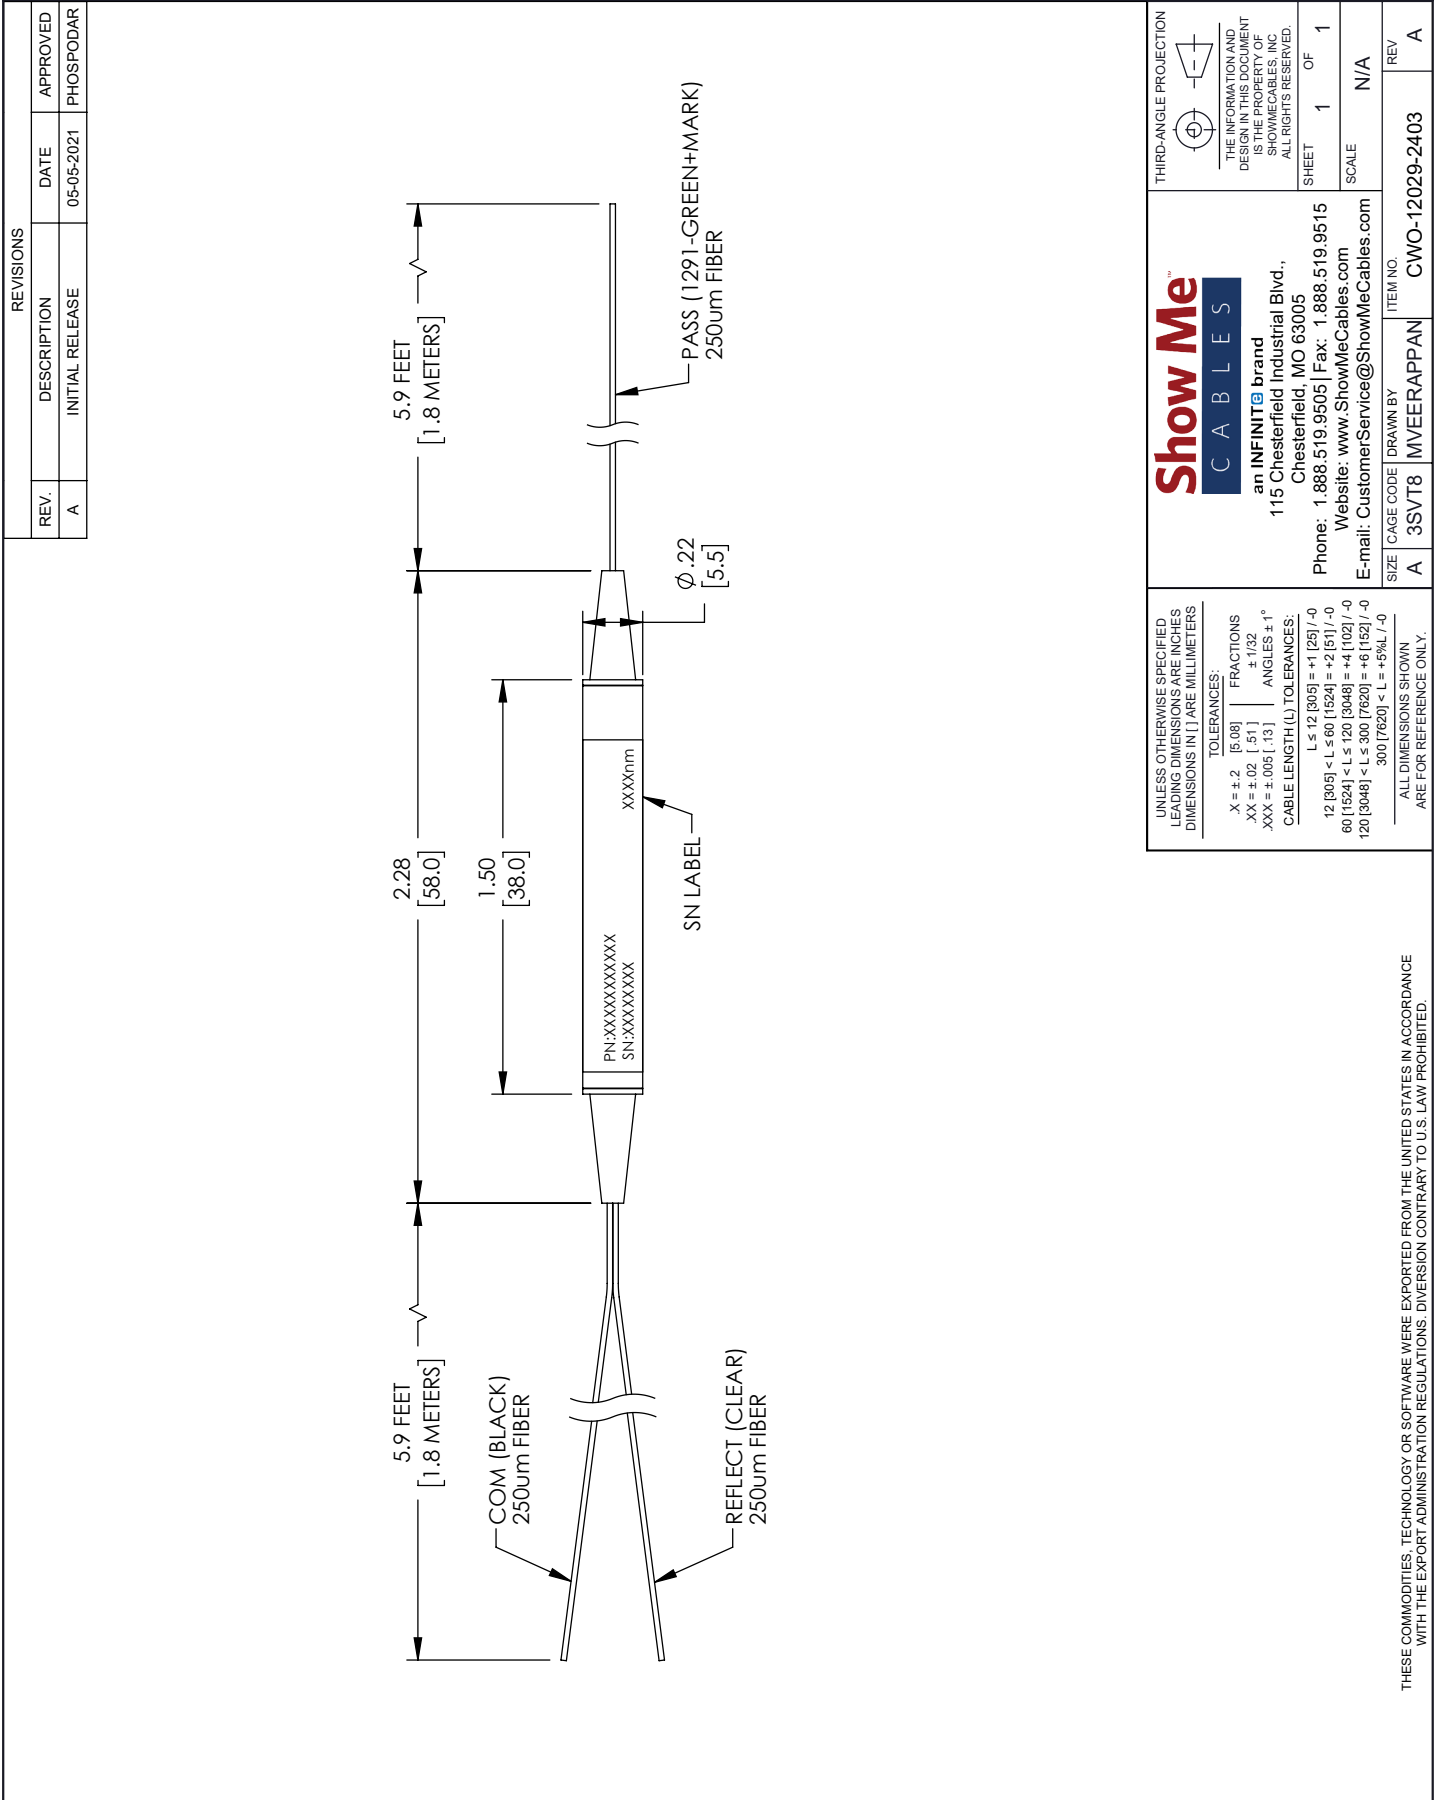 REVISIONS
REV. DESCRIPTION DATE APPROVED
A INITIAL RELEASE 05-05-2021 PHOSPODAR
5.9 FEET
[1.8 METERS]
2.28
[58.0]
5.9 FEET
[1.8 METERS]
1.50
[38.0]
COM (BLACK)
250um FIBER
PN:XXXXXXXXXX
SN:XXXXXXXX
XXXXnm
Ø.22
[5.5]
PASS (1291-GREEN+MARK)
250um FIBER
SN LABEL
REFLECT (CLEAR)
250um FIBER
UNLESS OTHERWISE SPECIFIED
LEADING DIMENSIONS ARE INCHES
DIMENSIONS IN [ ] ARE MILLIMETERS
TOLERANCES:
.X = ±.2 [5.08] FRACTIONS
.XX = ±.02 [ .51 ] ± 1/32
.XXX = ±.005 [ .13 ] ANGLES ± 1°
CABLE LENGTH (L) TOLERANCES:
L ≤ 12 [305] = +1 [25] / -0
12 [305] < L ≤ 60 [1524] = +2 [51] / -0
60 [1524] < L ≤ 120 [3048] = +4 [102] / -0
120 [3048] < L ≤ 300 [7620] = +6 [152] / -0
300 [7620] < L = +5%L / -0
ALL DIMENSIONS SHOWN
ARE FOR REFERENCE ONLY.
Show Me™
CABLES
an INFINITe brand
115 Chesterfield Industrial Blvd.,
Chesterfield, MO 63005
Phone: 1.888.519.9505| Fax: 1.888.519.9515
Website: www.ShowMeCables.com
E-mail: CustomerService@ShowMeCables.com
THIRD-ANGLE PROJECTION
THE INFORMATION AND
DESIGN IN THIS DOCUMENT
IS THE PROPERTY OF
SHOWMECABLES, INC
ALL RIGHTS RESERVED.
SHEET 1 OF 1
SCALE N/A
SIZE A
CAGE CODE 3SVT8
DRAWN BY MVEERAPPAN
ITEM NO. CWO-12029-2403
REV A
THESE COMMODITIES, TECHNOLOGY OR SOFTWARE WERE EXPORTED FROM THE UNITED STATES IN ACCORDANCE
WITH THE EXPORT ADMINISTRATION REGULATIONS. DIVERSION CONTRARY TO U.S. LAW PROHIBITED.